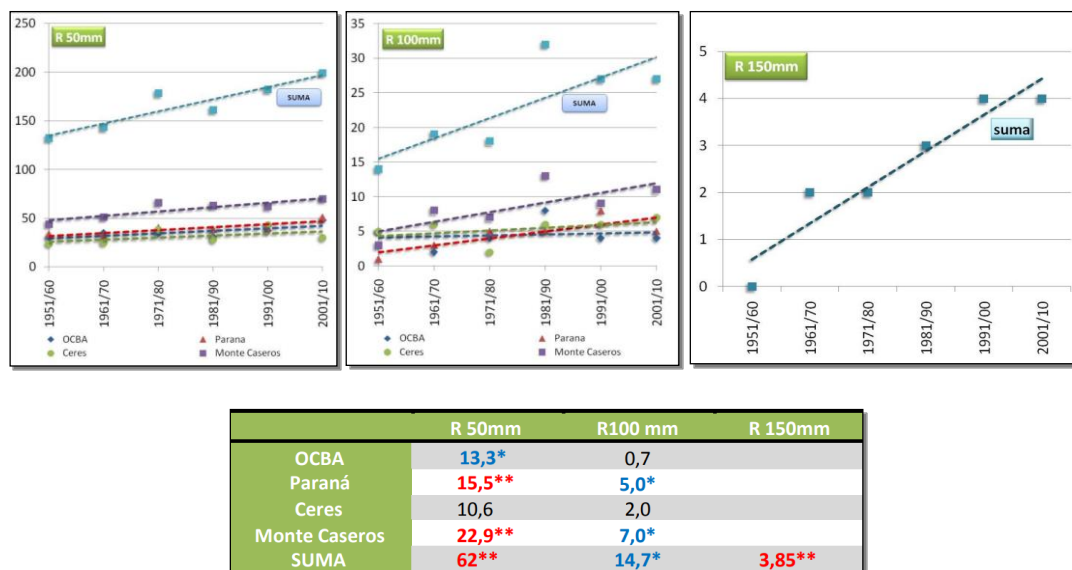 R 50mm
250
200
150
100
50
0
SUMA
1951/60
1961/70
1971/80
1981/90
1991/00
2001/10
OCBA
Parana
Ceres
Monte Caseros
R 100mm
35
30
25
20
15
10
5
0
SUMA
1951/60
1961/70
1971/80
1981/90
1991/00
2001/10
OCBA
Parana
Ceres
Monte Caseros
R 150mm
5
4
3
2
1
0
suma
1951/60
1961/70
1971/80
1981/90
1991/00
2001/10
R 50mm R100 mm R 150mm
OCBA 13,3* 0,7
Paraná 15,5** 5,0*
Ceres 10,6 2,0
Monte Caseros 22,9** 7,0*
SUMA 62** 14,7* 3,85**